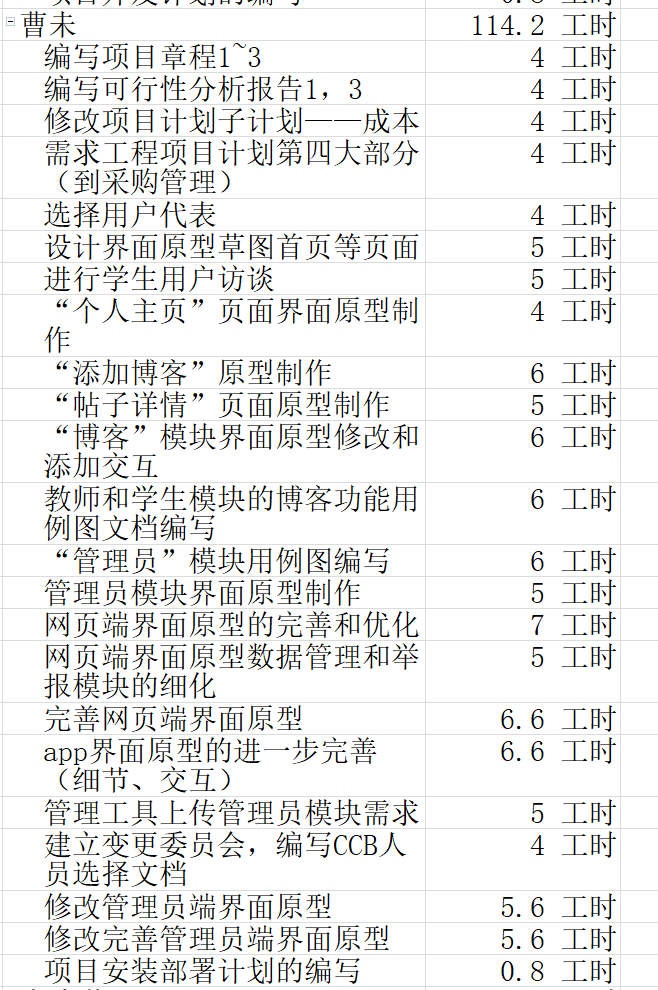 曹未 114.2 工时
编写项目章程1~3 4 工时
编写可行性分析报告1，3 4 工时
修改项目计划子计划——成本 4 工时
需求工程项目计划第四大部分 4 工时
（到采购管理）
选择用户代表 4 工时
设计界面原型草图首页等页面 5 工时
进行学生用户访谈 5 工时
“个人主页”页面界面原型制 4 工时
作
“添加博客”原型制作 6 工时
“帖子详情”页面原型制作 5 工时
“博客”模块界面原型修改和 6 工时
添加交互
教师和学生模块的博客功能用 6 工时
例图文档编写
“管理员”模块用例图编写 6 工时
管理员模块界面原型制作 5 工时
网页端界面原型的完善和优化 7 工时
网页端界面原型数据管理和举 5 工时
报模块的细化
完善网页端界面原型 6.6 工时
app界面原型的进一步完善 6.6 工时
（细节、交互）
管理工具上传管理员模块需求 5 工时
建立变更委员会，编写CCB人 4 工时
员选择文档
修改管理员端界面原型 5.6 工时
修改完善管理员端界面原型 5.6 工时
项目安装部署计划的编写 0.8 工时